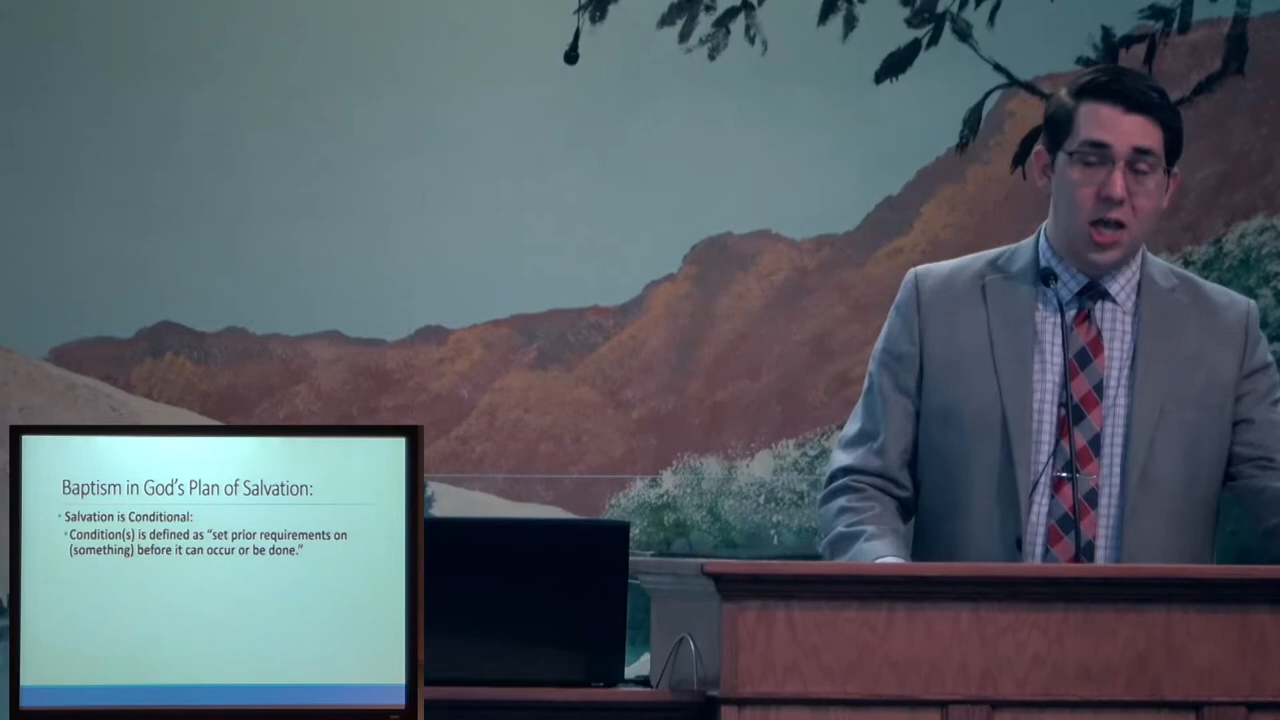 Baptism in God's Plan of Salvation:
Salvation is Conditional:
Condition(s) is defined as "set prior requirements on
(something) before it can occur or be done."